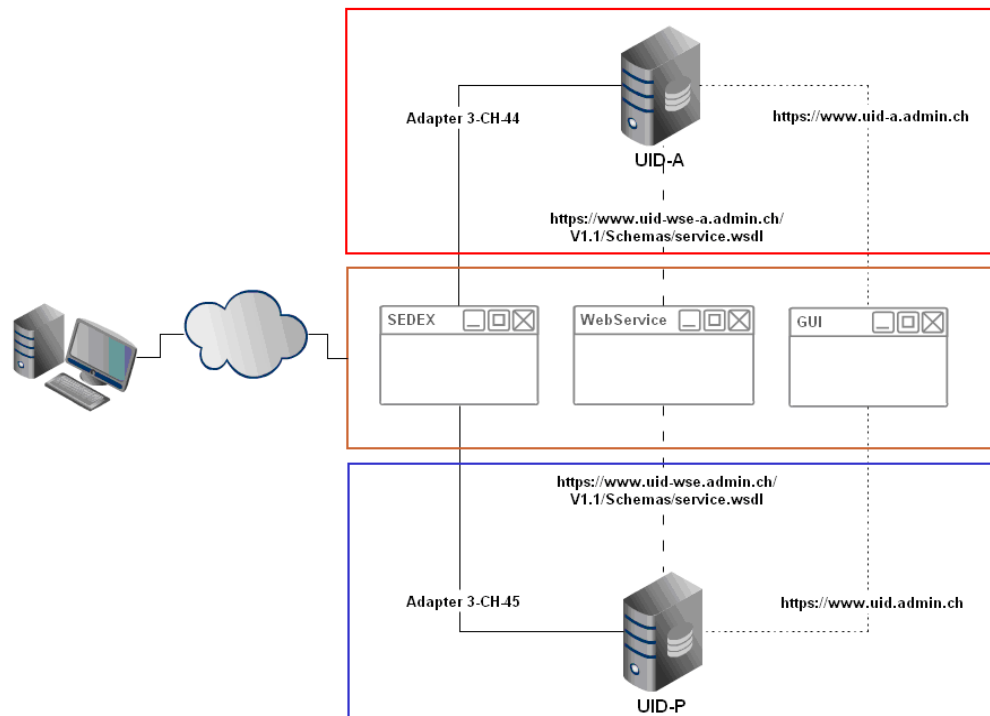 Adapter 3-CH-44
https://www.uid-a.admin.ch
UID-A
https://www.uid-wse-a.admin.ch/
V1.1/Schemas/service.wsdl
SEDEX
WebService
GUI
https://www.uid-wse.admin.ch/
V1.1/Schemas/service.wsdl
Adapter 3-CH-45
https://www.uid.admin.ch
UID-P